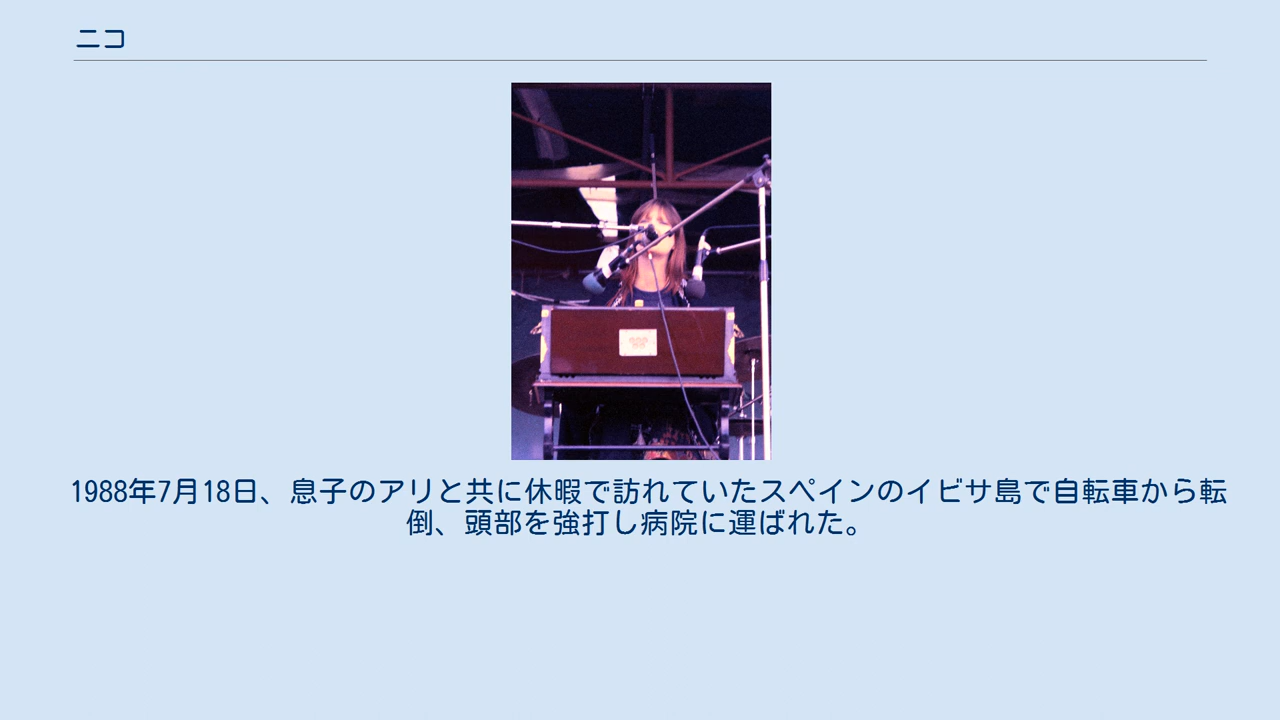 ニコ
1988年7月18日、息子のアリと共に休暇で訪れていたスペインのイビサ島で自転車から転
倒、頭部を強打し病院に運ばれた。